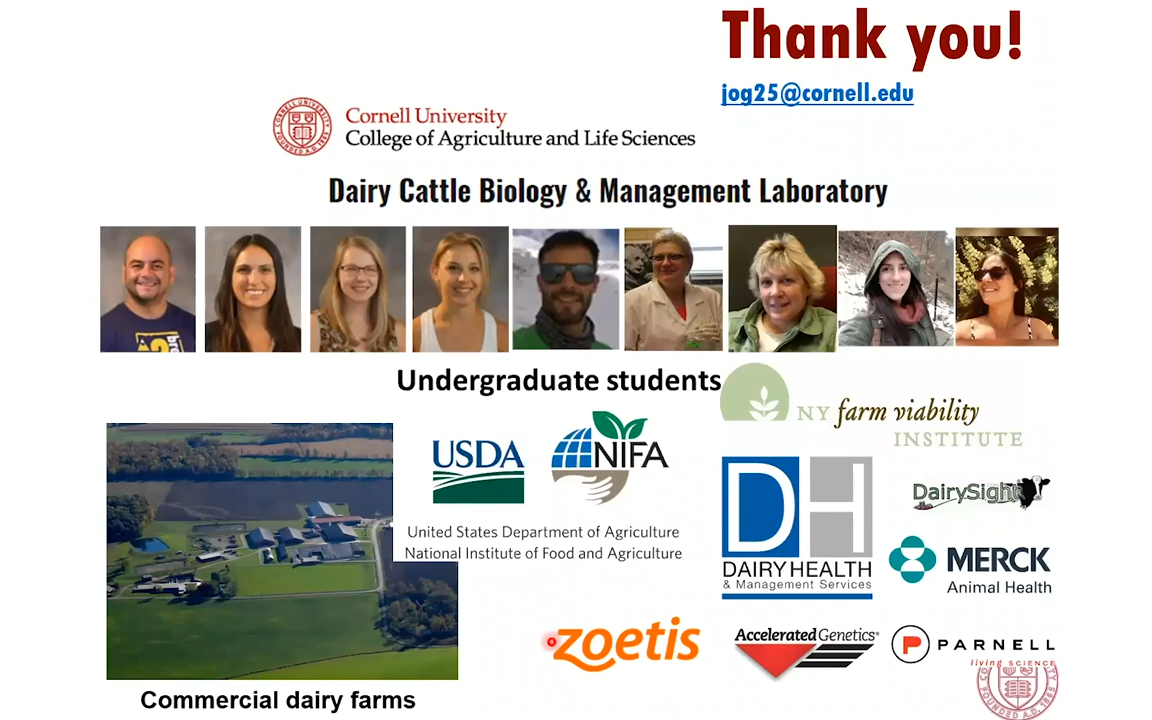 Thank you!
jog25@cornell.edu
Cornell University
College of Agriculture and Life Sciences
Dairy Cattle Biology & Management Laboratory
Undergraduate students
NY farm viability
INSTITUTE
USDA
NIFA
United States Department of Agriculture
National Institute of Food and Agriculture
DH
DAIRY HEALTH
& Management Services
DairySight
MERCK
Animal Health
zoetis
Accelerated Genetics
PARNELL
living SCIENCE
Commercial dairy farms